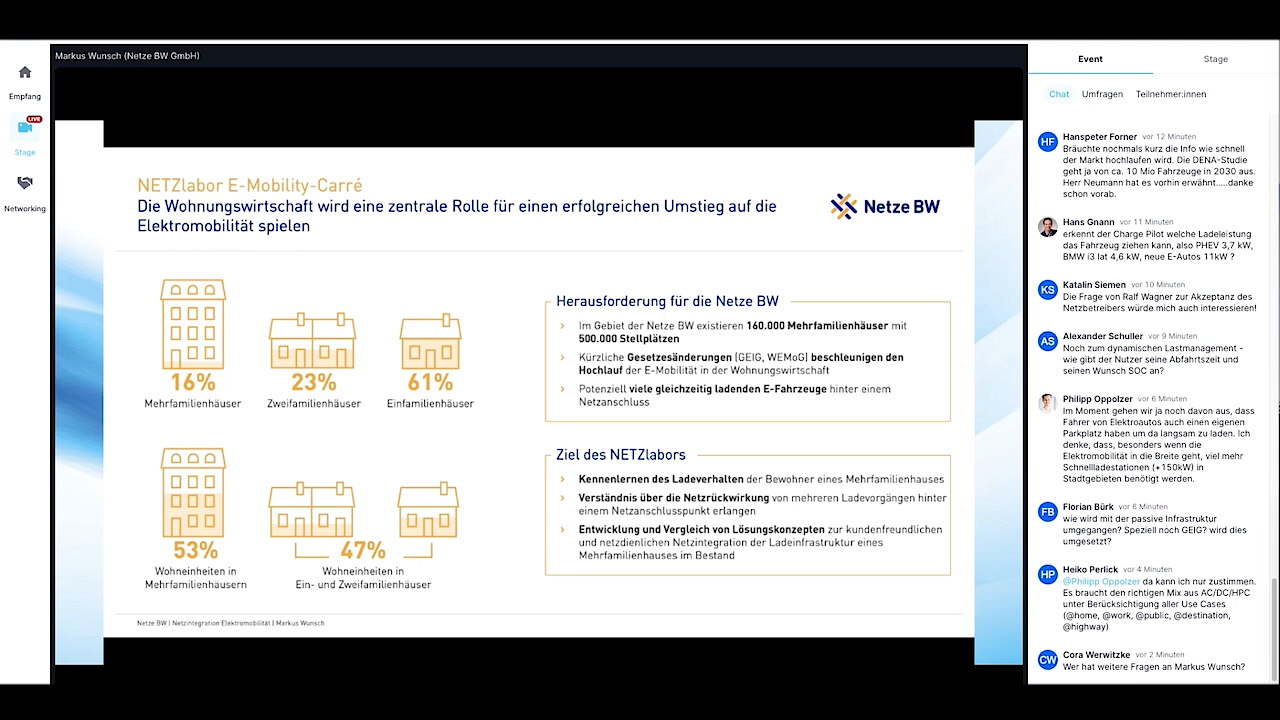 Markus Wunsch (Netze BW GmbH)
Empfang
LIVE
Stage
Networking
NETZlabor E-Mobility-Carré
Die Wohnungswirtschaft wird eine zentrale Rolle für einen erfolgreichen Umstieg auf die
Elektromobilität spielen
Netze BW
16%
Mehrfamilienhäuser
23%
Zweifamilienhäuser
61%
Einfamilienhäuser
53%
Wohneinheiten in
Mehrfamilienhäusern
47%
Wohneinheiten in
Ein- und Zweifamilienhäuser
Herausforderung für die Netze BW
› Im Gebiet der Netze BW existieren 160.000 Mehrfamilienhäuser mit
500.000 Stellplätzen
› Kürzliche Gesetzesänderungen (GEIG, WEMoG) beschleunigen den
Hochlauf der E-Mobilität in der Wohnungswirtschaft
› Potenziell viele gleichzeitig ladenden E-Fahrzeuge hinter einem
Netzanschluss
Ziel des NETZlabors
› Kennenlernen des Ladeverhalten der Bewohner eines Mehrfamilienhauses
› Verständnis über die Netzrückwirkung von mehreren Ladevorgängen hinter
einem Netzanschlusspunkt erlangen
› Entwicklung und Vergleich von Lösungskonzepten zur kundenfreundlichen
und netzdienlichen Netzintegration der Ladeinfrastruktur eines
Mehrfamilienhauses im Bestand
Netze BW | Netzintegration Elektromobilität | Markus Wunsch
Event
Stage
Chat
Umfragen
Teilnehmer:innen
HF
Hanspeter Forner vor 12 Minuten
Bräuchte nochmals kurz die Info wie schnell
der Markt hochlaufen wird. Die DENA-Studie
geht ja von ca. 10 Mio Fahrzeuge in 2030 aus.
Herr Neumann hat es vorhin erwähnt.....danke
schon vorab.
Hans Gnann vor 11 Minuten
erkennt der Charge Pilot welche Ladeleistung
das Fahrzeug ziehen kann, also PHEV 3,7 kW,
BMW i3 lat 4,6 kW, neue E-Autos 11kW ?
KS
Katalin Siemen vor 10 Minuten
Die Frage von Ralf Wagner zur Akzeptanz des
Netzbetreibers würde mich auch interessieren!
AS
Alexander Schuller vor 9 Minuten
Noch zum dynamischen Lastmanagement -
wie gibt der Nutzer seine Abfahrtszeit und
seinen Wunsch SOC an?
Philipp Oppolzer vor 6 Minuten
Im Moment gehen wir ja noch davon aus, dass
Fahrer von Elektroautos auch einen eigenen
Parkplatz haben um da langsam zu laden. Ich
denke, dass, besonders wenn die
Elektromobilität in die Breite geht, viel mehr
Schnellladestationen (+150kW) in
Stadtgebieten benötigt werden.
FB
Florian Bürk vor 6 Minuten
wie wird mit der passive Infrastruktur
umgegangen? Speziell noch GEIG? wird dies
umgesetzt?
HP
Heiko Perlick vor 4 Minuten
@Philipp Oppolzer da kann ich nur zustimmen.
Es braucht den richtigen Mix aus AC/DC/HPC
unter Berücksichtigung aller Use Cases
(@home, @work, @public, @destination,
@highway)
CW
Cora Werwitzke vor 2 Minuten
Wer hat weitere Fragen an Markus Wunsch?